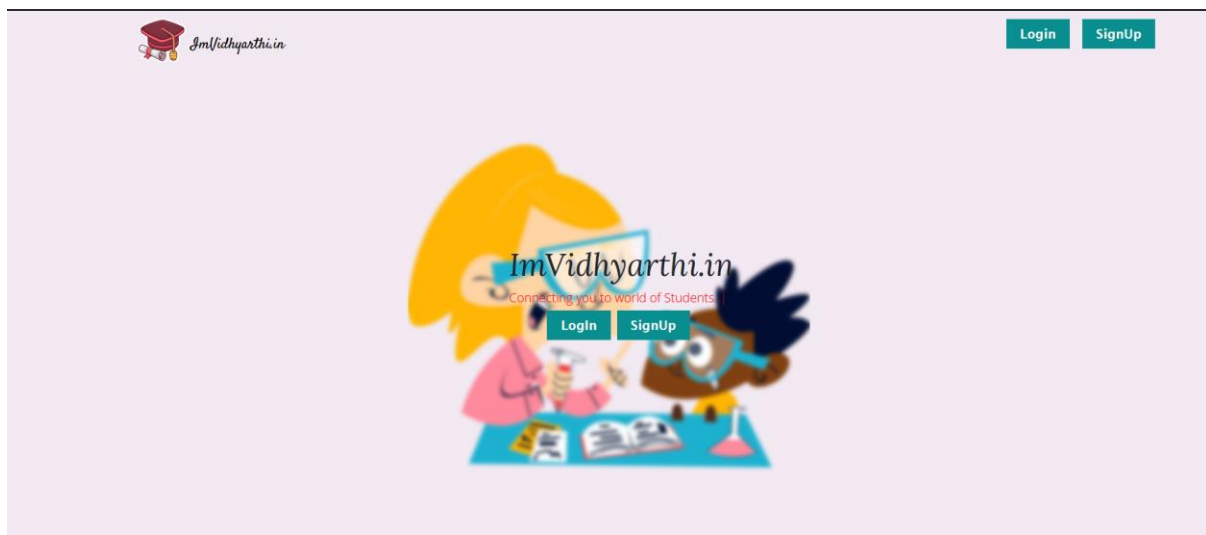 ImVidhyarthi.in
Login SignUp
ImVidhyarthi.in
Connecting you to world of Students. |
LogIn SignUp